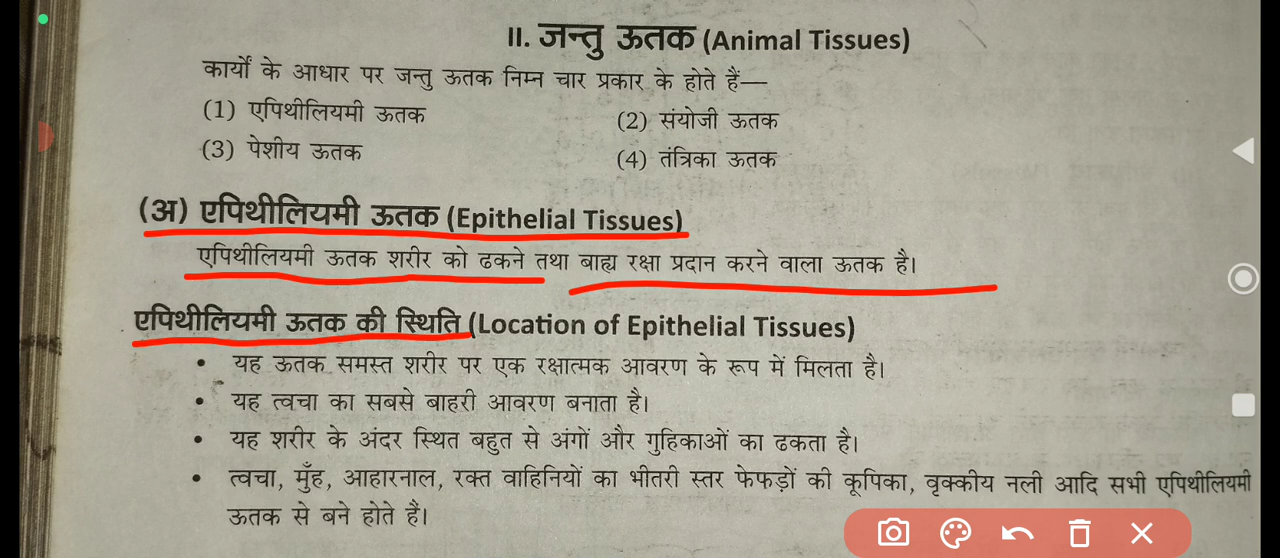 II. जन्तु ऊतक (Animal Tissues)
कार्यों के आधार पर जन्तु ऊतक निम्न चार प्रकार के होते हैं—
(1) एपिथीलियमी ऊतक (2) संयोजी ऊतक
(3) पेशीय ऊतक (4) तंत्रिका ऊतक
(अ) एपिथीलियमी ऊतक (Epithelial Tissues)
एपिथीलियमी ऊतक शरीर को ढकने तथा बाह्य रक्षा प्रदान करने वाला ऊतक है।
एपिथीलियमी ऊतक की स्थिति (Location of Epithelial Tissues)
• यह ऊतक समस्त शरीर पर एक रक्षात्मक आवरण के रूप में मिलता है।
• यह त्वचा का सबसे बाहरी आवरण बनाता है।
• यह शरीर के अंदर स्थित बहुत से अंगों और गुहिकाओं का ढकता है।
• त्वचा, मुँह, आहारनाल, रक्त वाहिनियों का भीतरी स्तर फेफड़ों की कूपिका, वृक्कीय नली आदि सभी एपिथीलियमी
ऊतक से बने होते हैं।